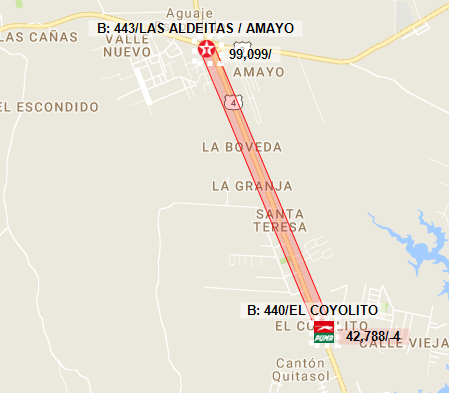 Aguaje
B: 443/LAS ALDEITAS / AMAYO
LAS CAÑAS
VALLE
NUEVO
99,099/
AMAYO
EL ESCONDIDO
4
LA BOVEDA
LA GRANJA
SANTA
TERESA
B: 440/EL COYOLITO
EL COYOLITO
PUMA
42,788/-4
CALLE VIEJA
Cantón
Quitasol